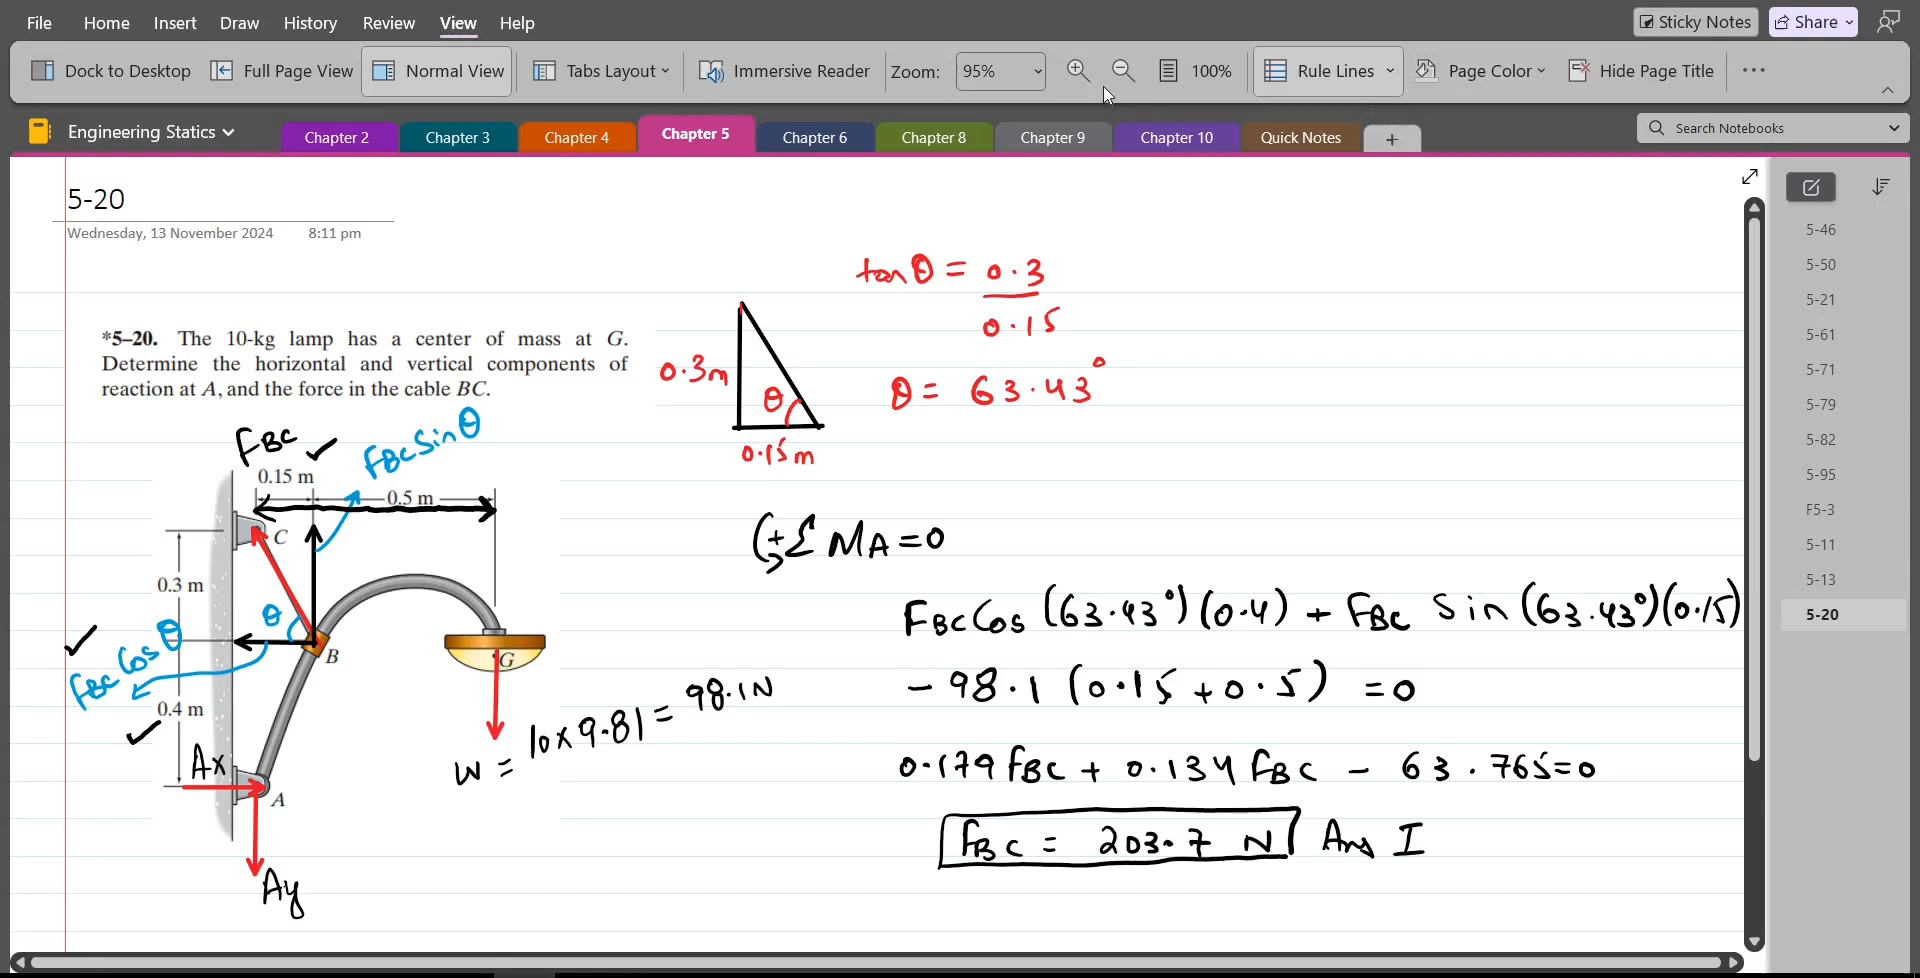 File Home Insert Draw History Review View Help
Sticky Notes Share
Dock to Desktop Full Page View Normal View Tabs Layout Immersive Reader Zoom: 95% 100% Rule Lines Page Color Hide Page Title
Engineering Statics Chapter 2 Chapter 3 Chapter 4 Chapter 5 Chapter 6 Chapter 8 Chapter 9 Chapter 10 Quick Notes + Search Notebooks
5-20
Wednesday, 13 November 2024 8:11 pm
*5–20. The 10-kg lamp has a center of mass at G.
Determine the horizontal and vertical components of
reaction at A, and the force in the cable BC.
FBC
FBC Sin θ
0.15 m
0.5 m
C
0.3 m
θ
B
G
FBC Cos θ
0.4 m
Ax
A
Ay
W = 10 x 9.81 = 98.1N
0.3m
θ
0.15 m
tan θ = 0.3
0.15
θ = 63.43°
(+ Σ MA = 0
FBC Cos (63.43°)(0.4) + FBC Sin (63.43°)(0.15)
- 98.1 (0.15 + 0.5) = 0
0.179 FBC + 0.134 FBC - 63.765 = 0
FBC = 203.7 N Ans I
5-46
5-50
5-21
5-61
5-71
5-79
5-82
5-95
F5-3
5-11
5-13
5-20